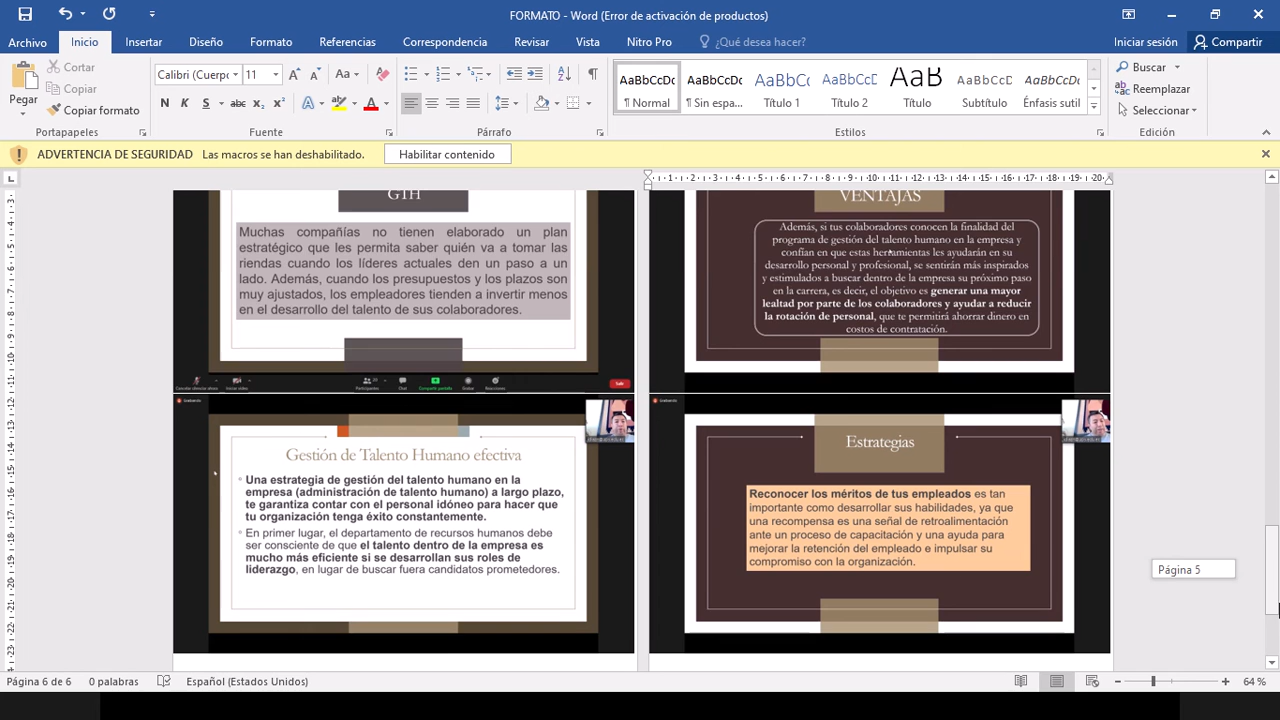 FORMATO - Word (Error de activación de productos)
Archivo Inicio Insertar Diseño Formato Referencias Correspondencia Revisar Vista Nitro Pro ¿Qué desea hacer? Iniciar sesión Compartir
Pegar
Cortar
Copiar
Copiar formato
Portapapeles
Calibri (Cuerpo 11
Aa
N K S abc x₂ x² A A
Fuente
Párrafo
AaBbCcDc AaBbCcDc AaBbCc AaBbCcD AaB AaBbCcD AaBbCcDc
¶ Normal ¶ Sin espa... Título 1 Título 2 Título Subtítulo Énfasis sutil
Estilos
Buscar
Reemplazar
Seleccionar
Edición
ADVERTENCIA DE SEGURIDAD Las macros se han deshabilitado. Habilitar contenido
GTH
Muchas compañías no tienen elaborado un plan
estratégico que les permita saber quién va a tomar las
riendas cuando los líderes actuales den un paso a un
lado. Además, cuando los presupuestos y los plazos son
muy ajustados, los empleadores tienden a invertir menos
en el desarrollo del talento de sus colaboradores.
Participantes Chat Compartir pantalla Grabar Reacciones Salir
VENTAJAS
Además, si tus colaboradores conocen la finalidad del
programa de gestión del talento humano en la empresa y
confían en que estas herramientas les ayudarán en su
desarrollo personal y profesional, se sentirán más inspirados
y estimulados a buscar dentro de la empresa su próximo paso
en la carrera, es decir, el objetivo es generar una mayor
lealtad por parte de los colaboradores y ayudar a reducir
la rotación de personal, que te permitirá ahorrar dinero en
costos de contratación.
Grabando
Gestión de Talento Humano efectiva
Una estrategia de gestión del talento humano en la
empresa (administración de talento humano) a largo plazo,
te garantiza contar con el personal idóneo para hacer que
tu organización tenga éxito constantemente.
En primer lugar, el departamento de recursos humanos debe
ser consciente de que el talento dentro de la empresa es
mucho más eficiente si se desarrollan sus roles de
liderazgo, en lugar de buscar fuera candidatos prometedores.
Grabando
Estrategias
Reconocer los méritos de tus empleados es tan
importante como desarrollar sus habilidades, ya que
una recompensa es una señal de retroalimentación
ante un proceso de capacitación y una ayuda para
mejorar la retención del empleado e impulsar su
compromiso con la organización.
Página 5
Página 6 de 6 0 palabras Español (Estados Unidos) 64 %